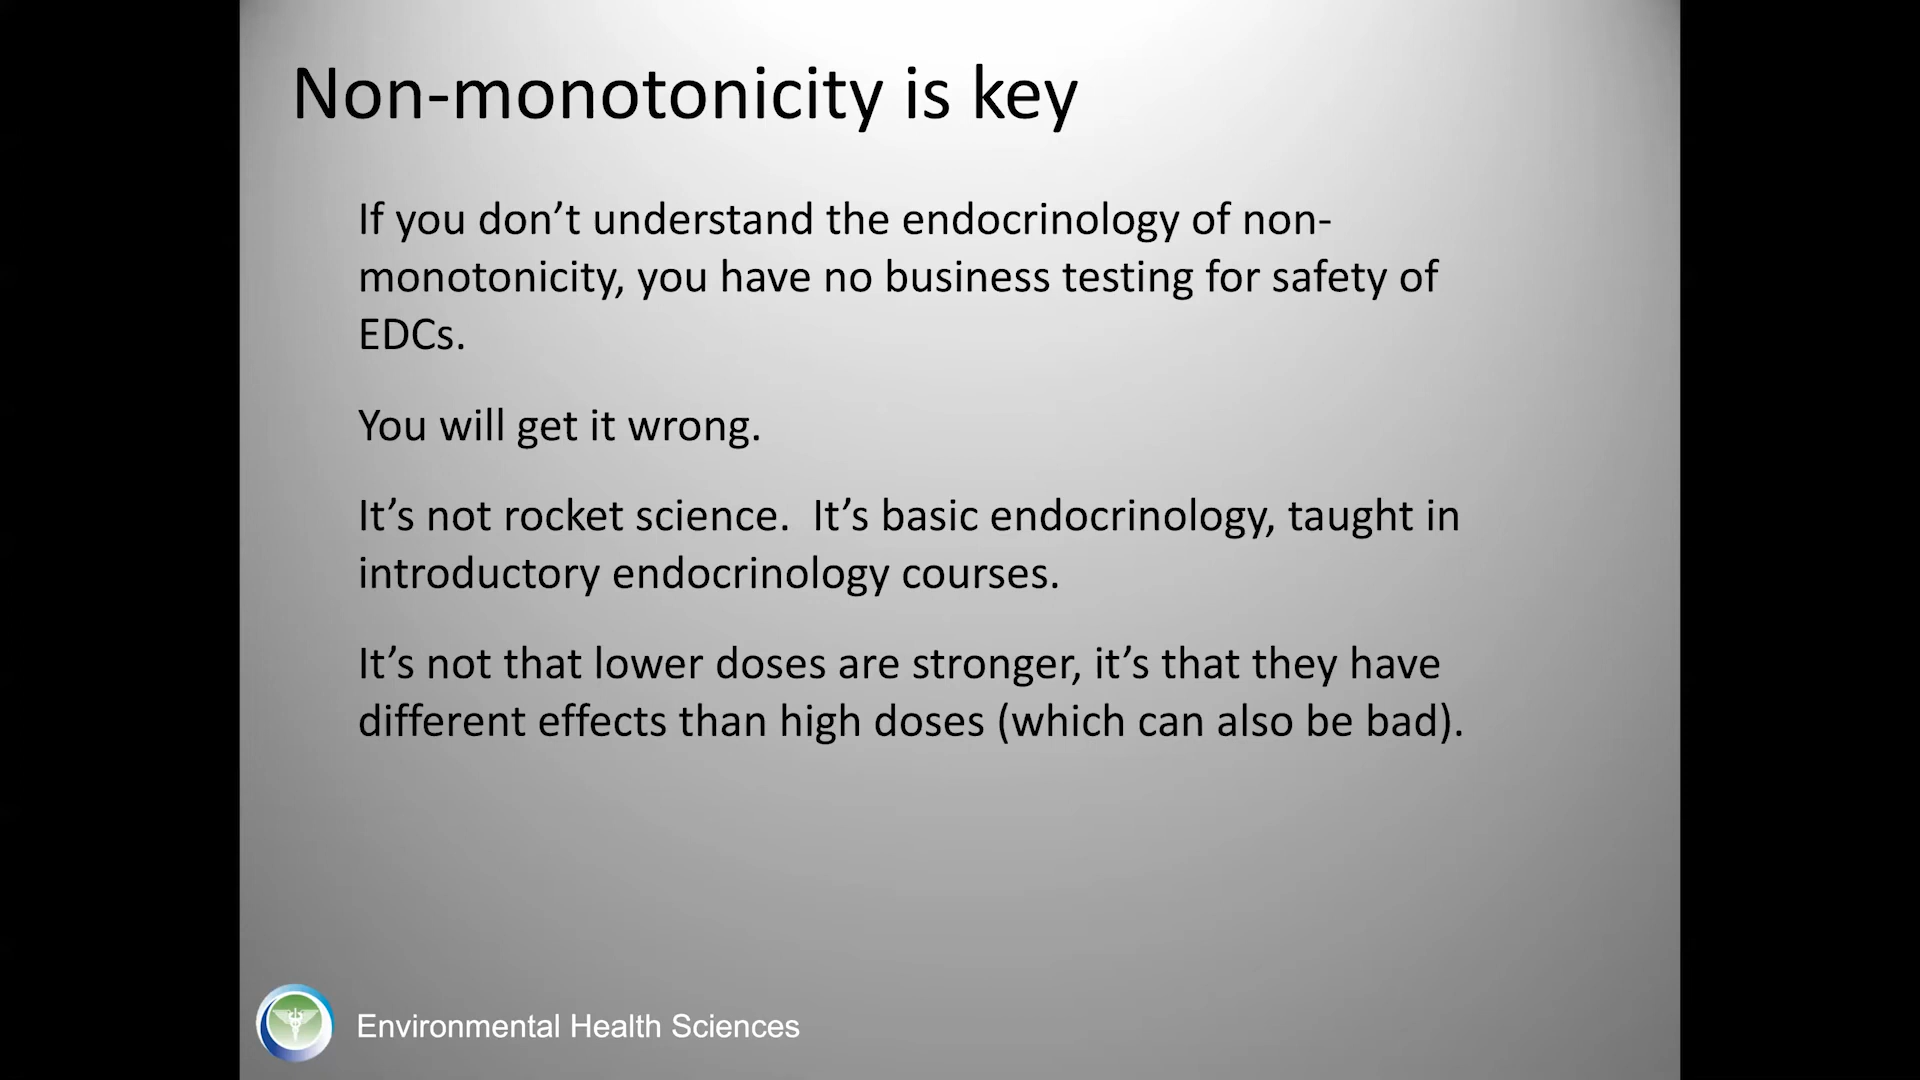 Non-monotonicity is key
If you don’t understand the endocrinology of non-
monotonicity, you have no business testing for safety of
EDCs.
You will get it wrong.
It’s not rocket science.  It’s basic endocrinology, taught in
introductory endocrinology courses.
It’s not that lower doses are stronger, it’s that they have
different effects than high doses (which can also be bad).
Environmental Health Sciences